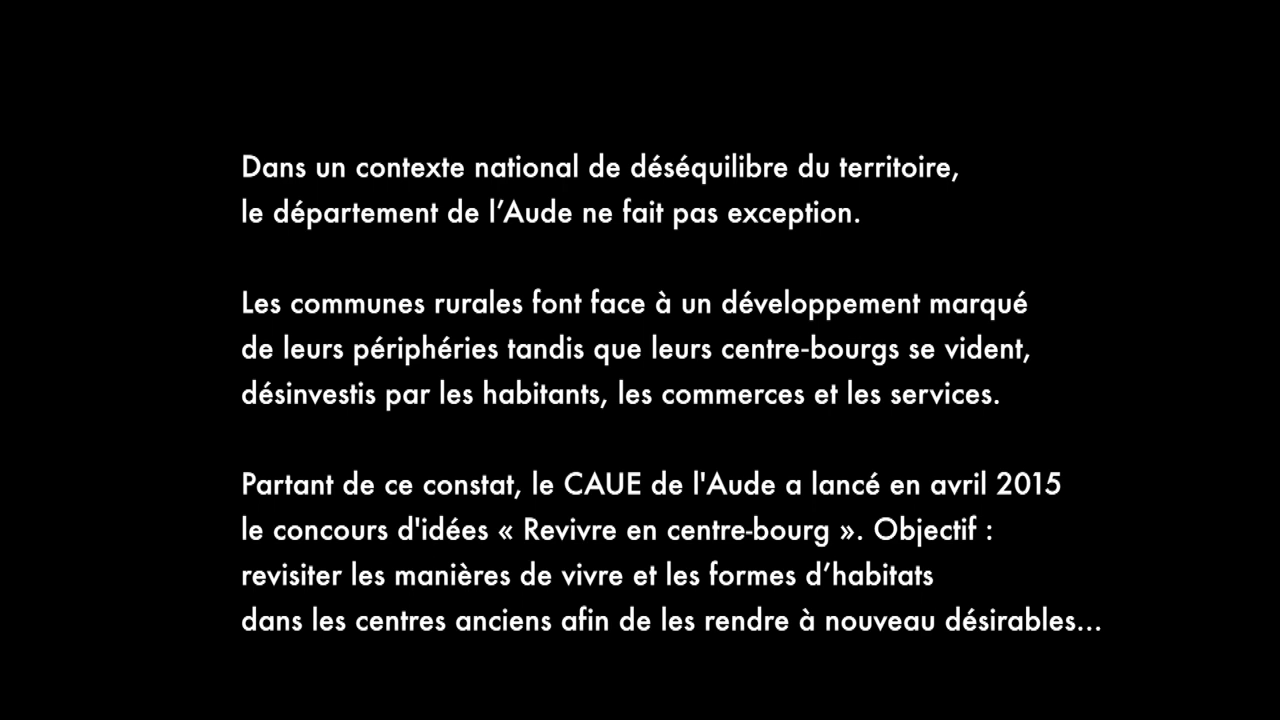 Dans un contexte national de déséquilibre du territoire,
le département de l’Aude ne fait pas exception.
Les communes rurales font face à un développement marqué
de leurs périphéries tandis que leurs centre-bourgs se vident,
désinvestis par les habitants, les commerces et les services.
Partant de ce constat, le CAUE de l'Aude a lancé en avril 2015
le concours d'idées « Revivre en centre-bourg ». Objectif :
revisiter les manières de vivre et les formes d’habitats
dans les centres anciens afin de les rendre à nouveau désirables...